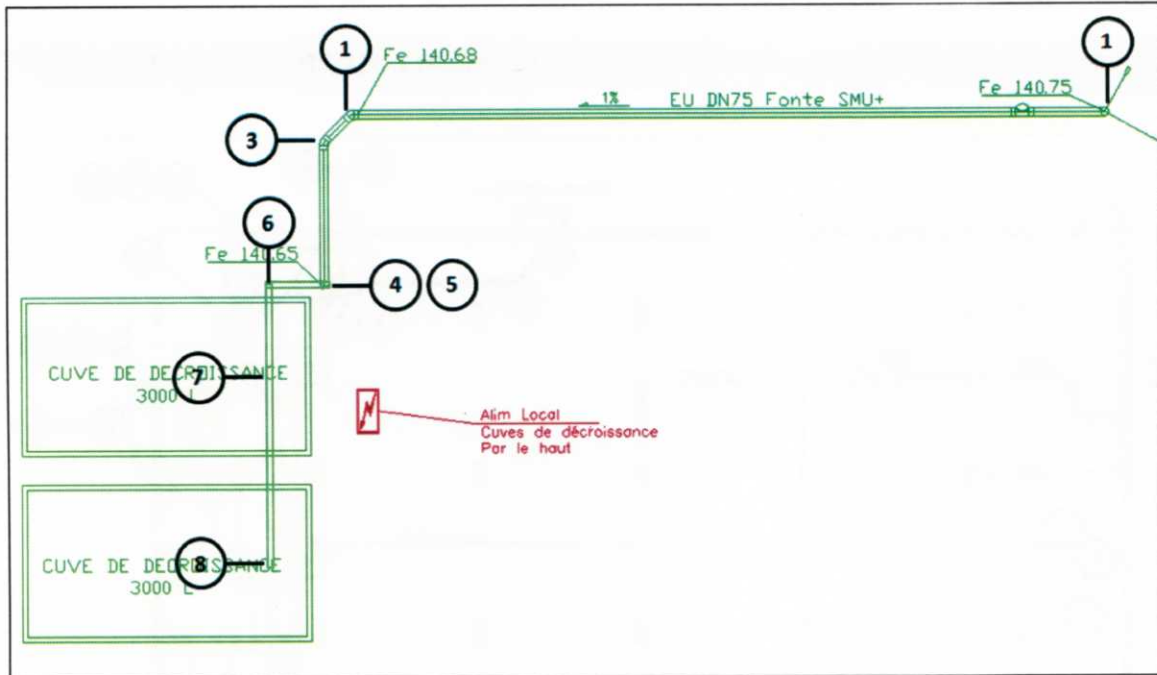 1
1
Fe 140.68
1%
EU DN75 Fonte SMU+
Fe 140.75
3
6
Fe 140.65
4
5
CUVE DE DECROISSANCE
7
3000 L
Alim Local
Cuves de décroissance
Par le haut
CUVE DE DECROISSANCE
8
3000 L